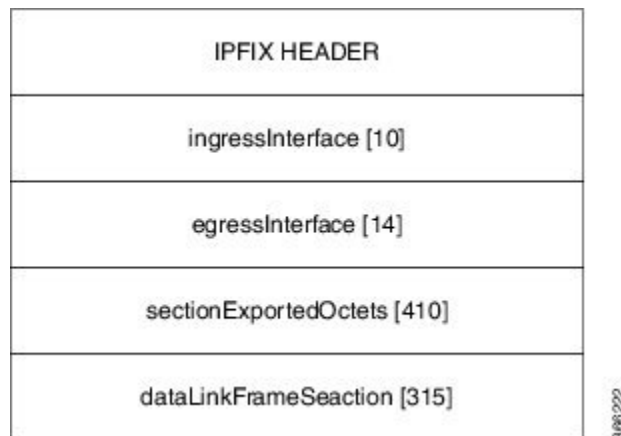 IPFIX HEADER
ingressInterface [10]
egressInterface [14]
sectionExportedOctets [410]
dataLinkFrameSeaction [315]